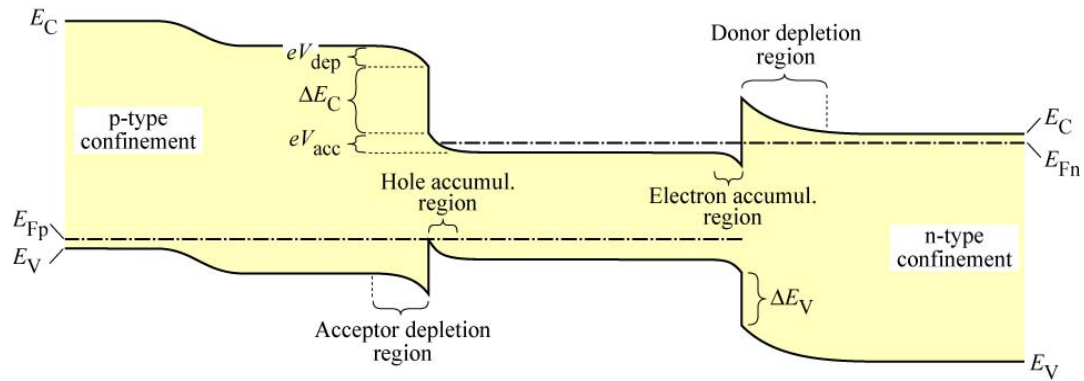 E_C
eV_dep
ΔE_C
eV_acc
Donor depletion
region
p-type
confinement
E_C
E_Fn
Hole accumul.
region
Electron accumul.
region
E_Fp
E_V
n-type
confinement
ΔE_V
Acceptor depletion
region
E_V